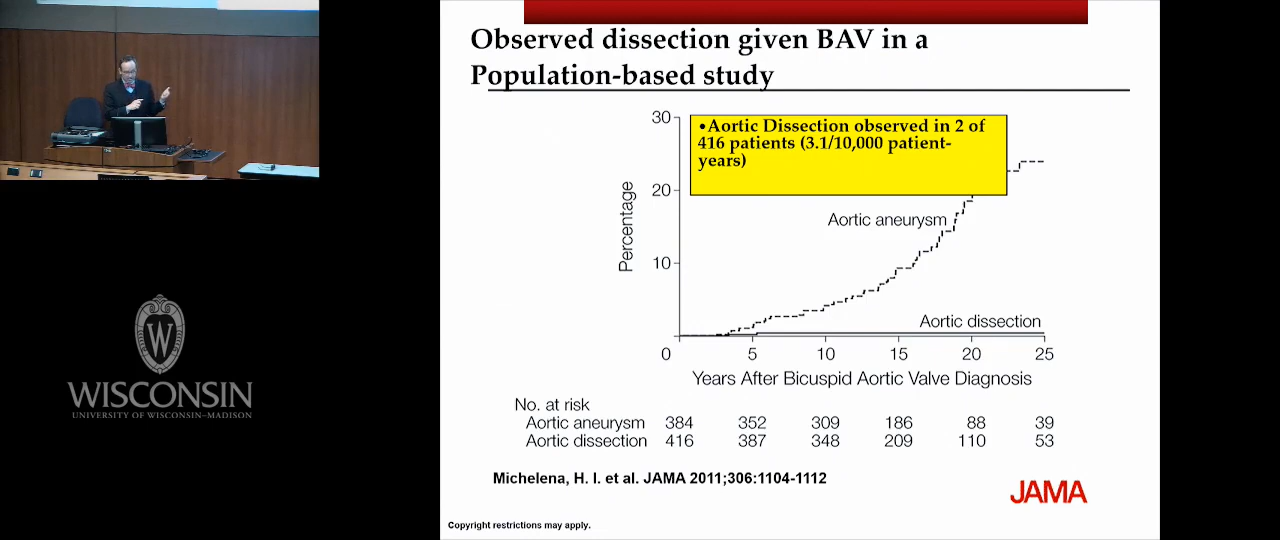 Observed dissection given BAV in a
Population-based study
30
•Aortic Dissection observed in 2 of
416 patients (3.1/10,000 patient-
years)
20
Aortic aneurysm
Percentage
10
Aortic dissection
0 5 10 15 20 25
Years After Bicuspid Aortic Valve Diagnosis
No. at risk
Aortic aneurysm 384 352 309 186 88 39
Aortic dissection 416 387 348 209 110 53
Michelena, H. I. et al. JAMA 2011;306:1104-1112
JAMA
Copyright restrictions may apply.
W
WISCONSIN
UNIVERSITY OF WISCONSIN–MADISON